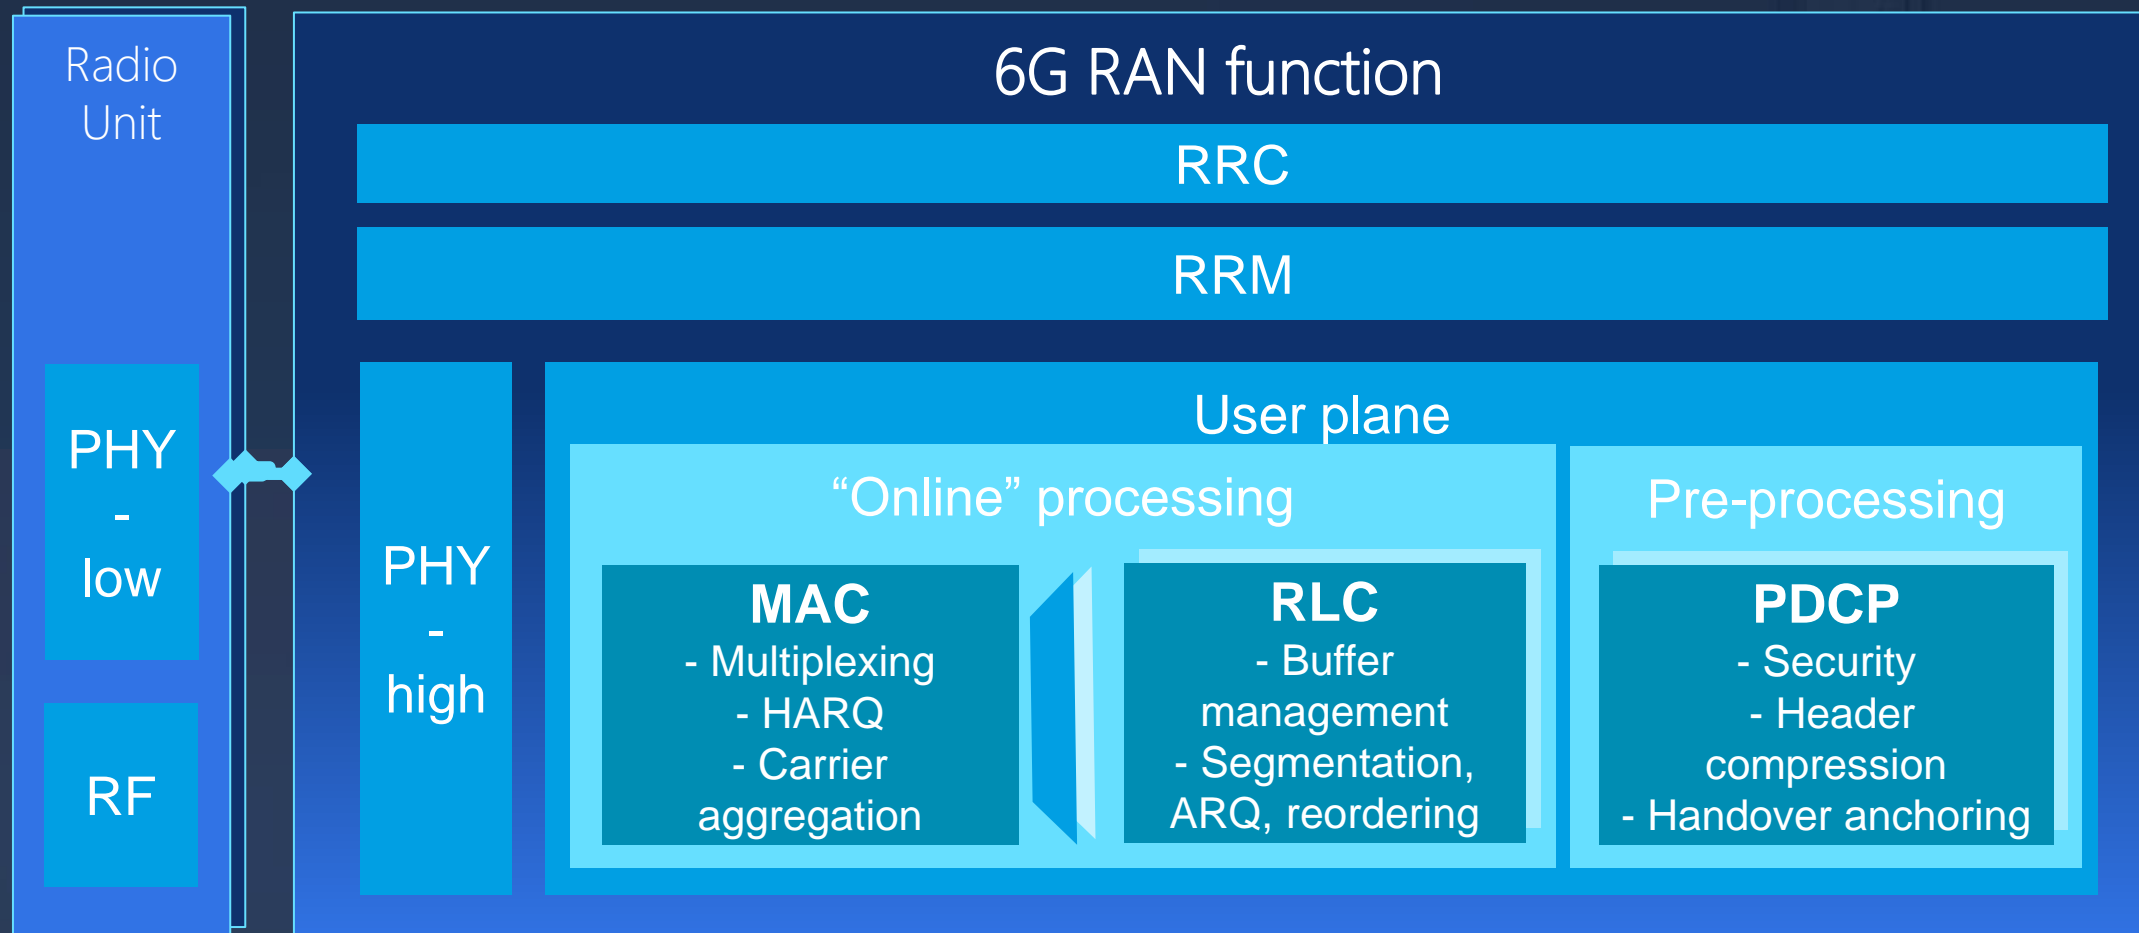 Radio
Unit
PHY
-
low
RF
6G RAN function
RRC
RRM
PHY
-
high
User plane
“Online” processing
MAC
- Multiplexing
- HARQ
- Carrier
aggregation
RLC
- Buffer
management
- Segmentation,
ARQ, reordering
Pre-processing
PDCP
- Security
- Header
compression
- Handover anchoring